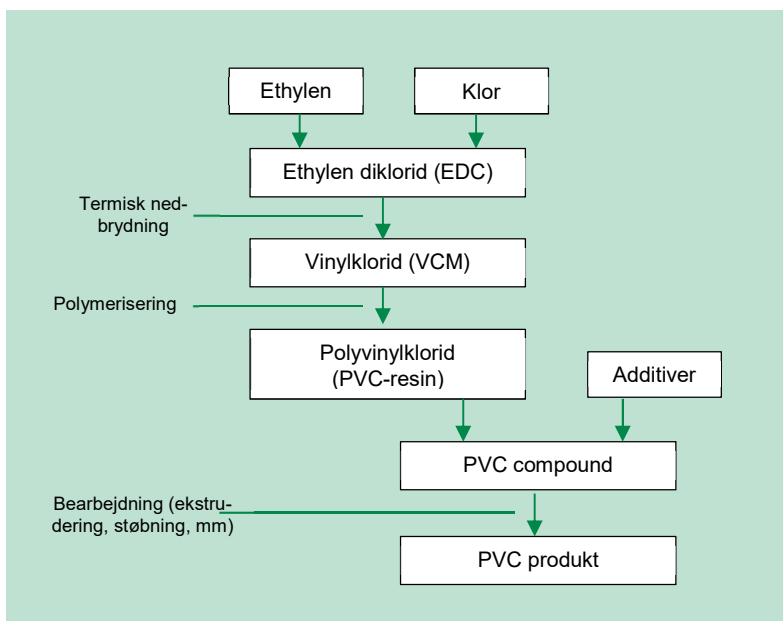 Ethylen
Klor
Ethylen diklorid (EDC)
Termisk ned-
brydning
Vinylklorid (VCM)
Polymerisering
Polyvinylklorid
(PVC-resin)
Additiver
PVC compound
Bearbejdning (ekstru-
dering, støbning, mm)
PVC produkt